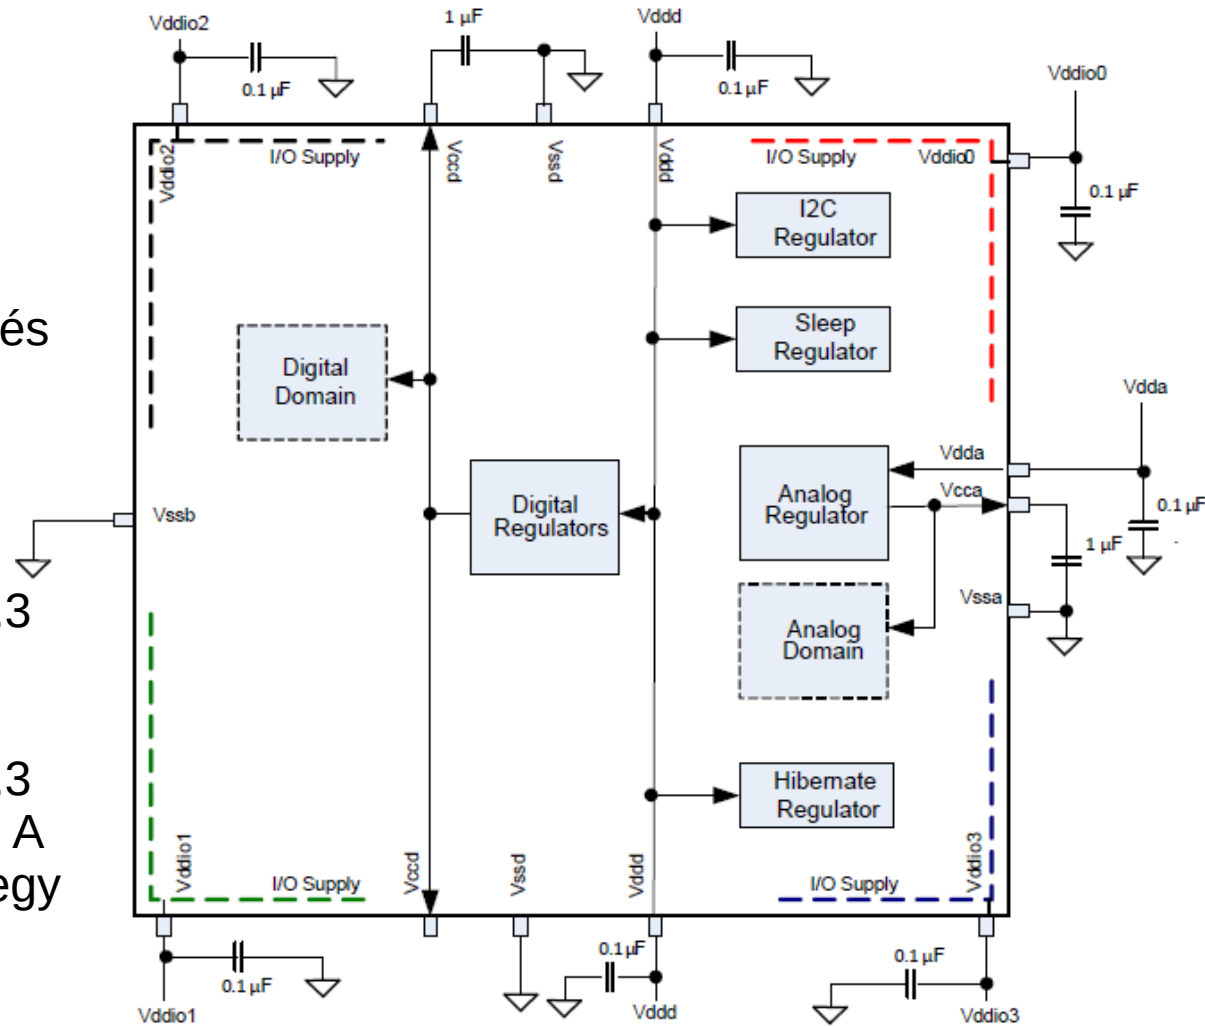 Vddio2
1 µF
Vddd
0.1 µF
0.1 µF
Vddio0
I/O Supply
Vddio2
Vccd
Vssd
Vddd
I/O Supply
Vddio0
0.1 µF
I2C
Regulator
és
Sleep
Regulator
Digital
Domain
Vdda
Vdda
Analog
Regulator
Vcca
0.1 µF
Digital
Regulators
Vssb
1 µF
Vssa
.3
Analog
Domain
.3
A
egy
Hibernate
Regulator
Vddio1
I/O Supply
Vccd
Vssd
Vddd
I/O Supply
Vddio3
0.1 µF
0.1 µF
0.1 µF
Vddio1
Vddd
Vddio3